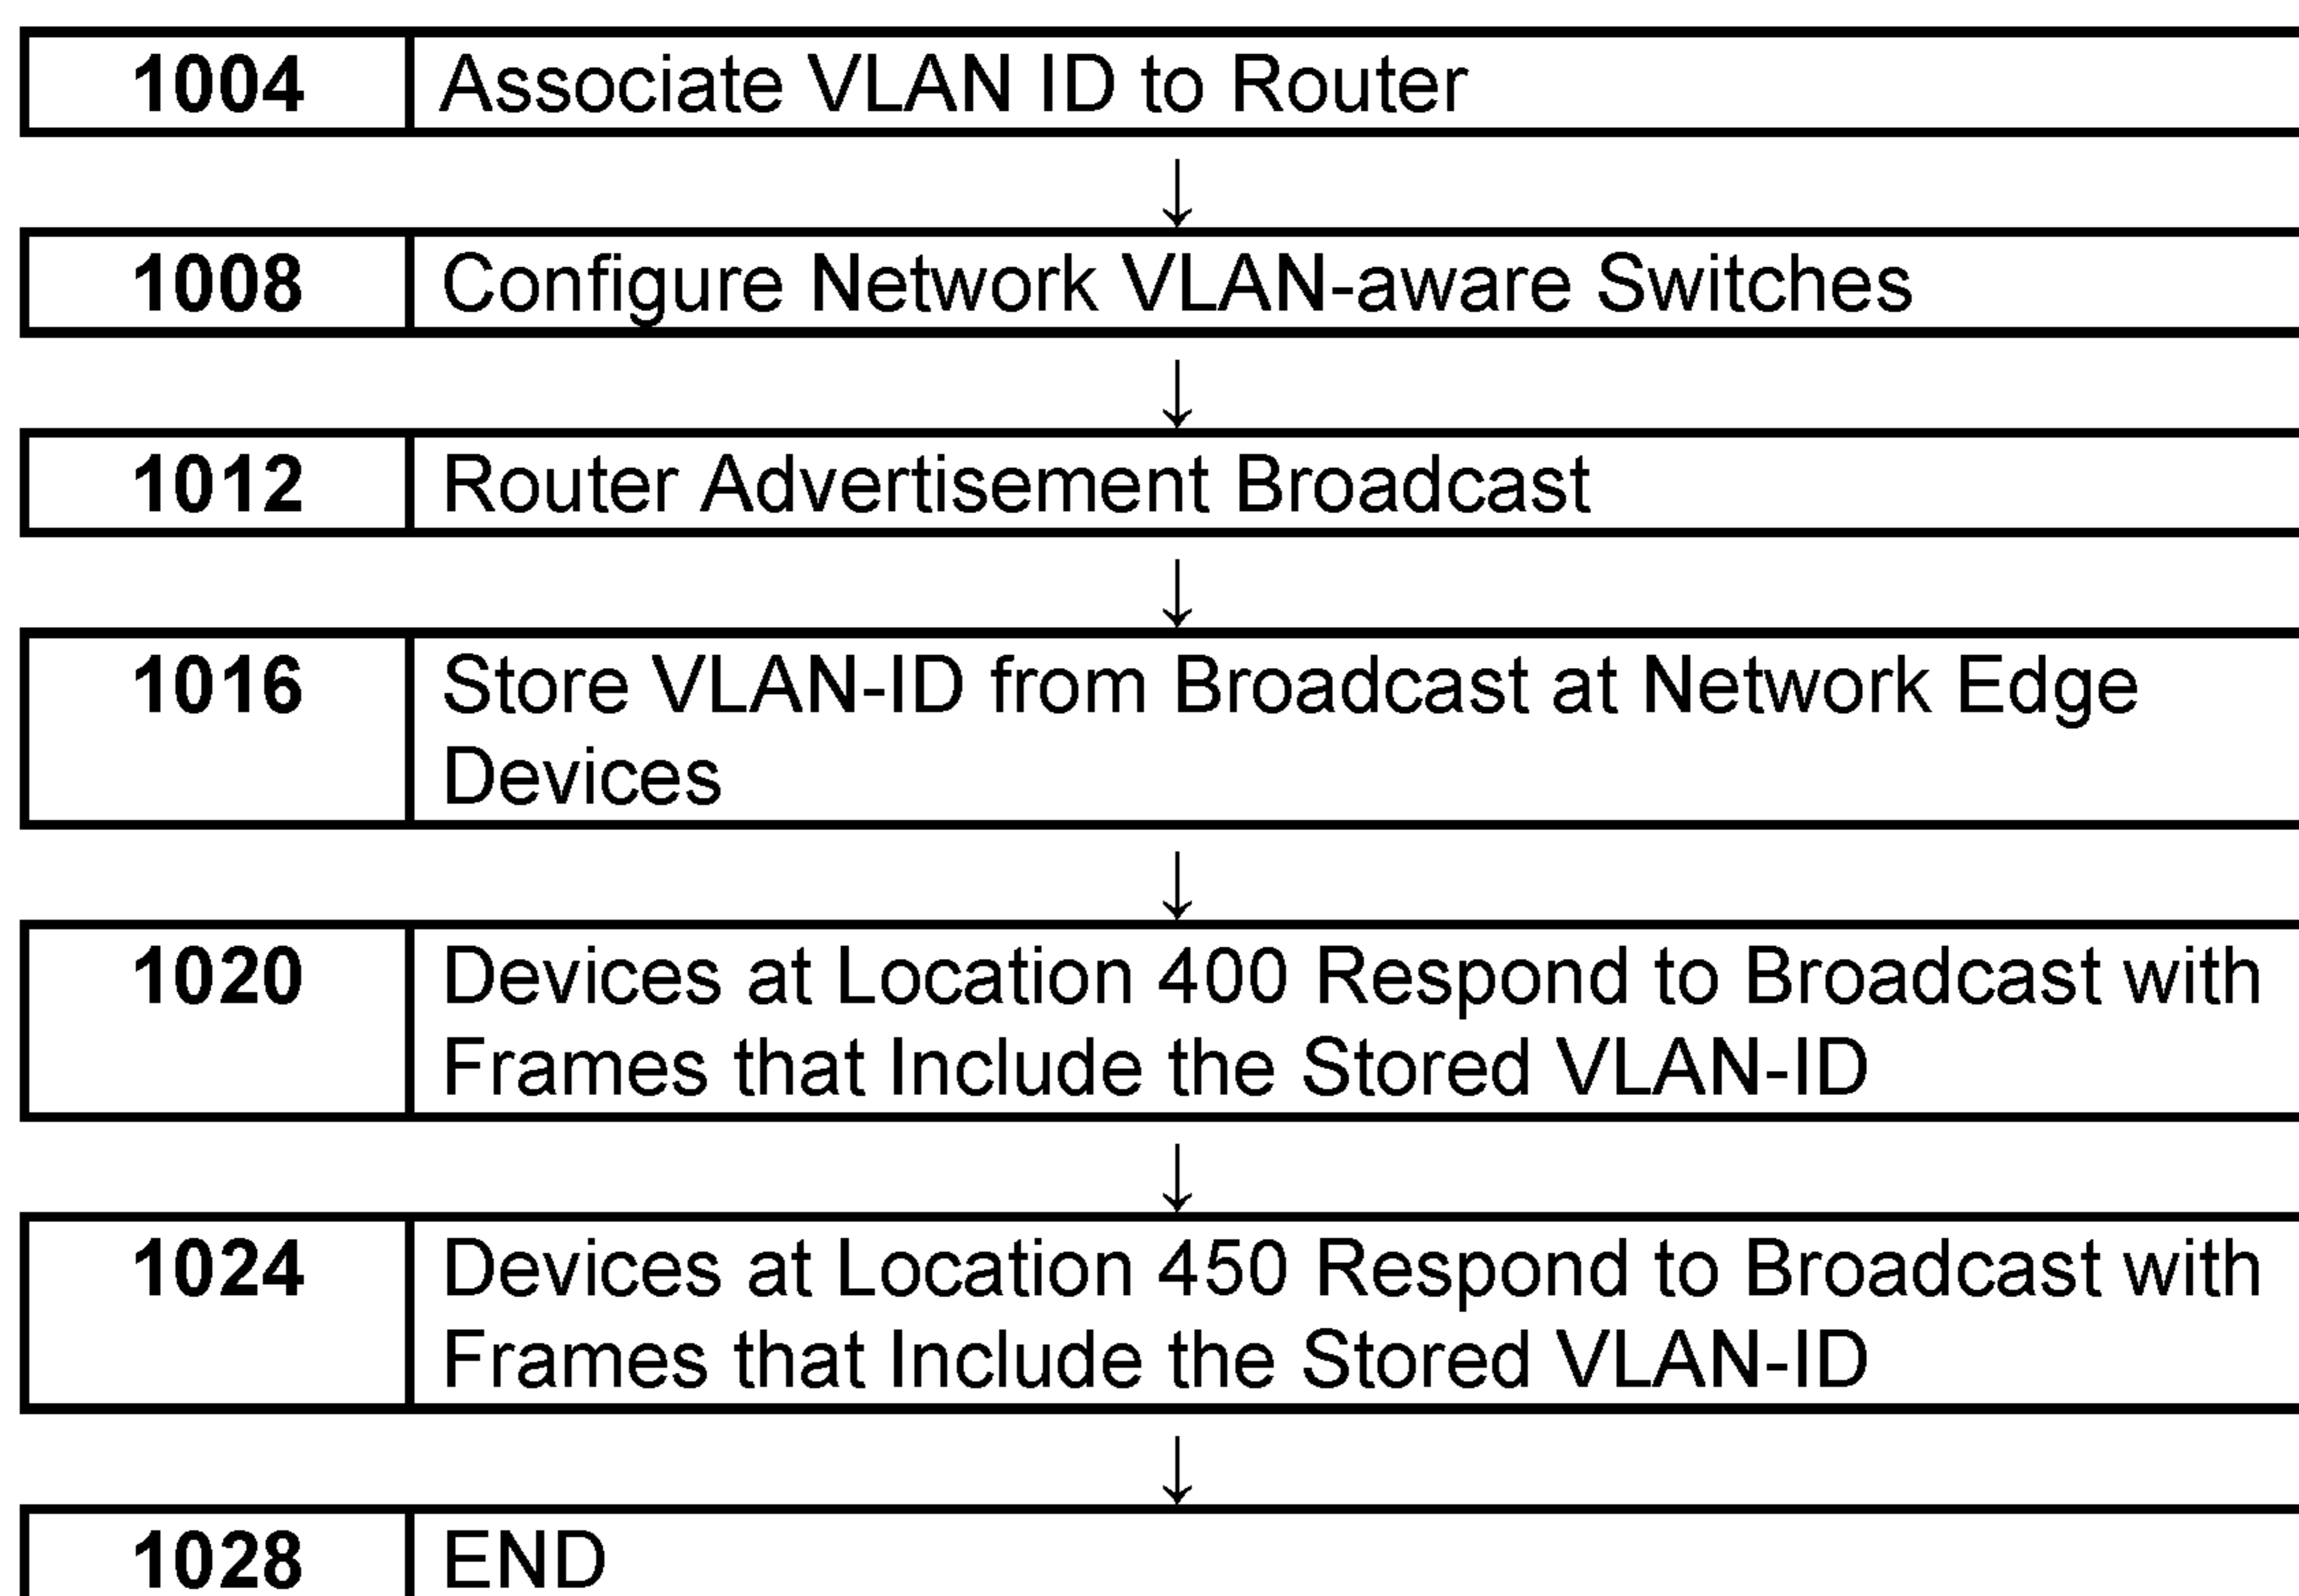 1004 Associate VLAN ID to Router
↓
1008 Configure Network VLAN-aware Switches
↓
1012 Router Advertisement Broadcast
↓
1016 Store VLAN-ID from Broadcast at Network Edge
Devices
↓
1020 Devices at Location 400 Respond to Broadcast with
Frames that Include the Stored VLAN-ID
↓
1024 Devices at Location 450 Respond to Broadcast with
Frames that Include the Stored VLAN-ID
↓
1028 END